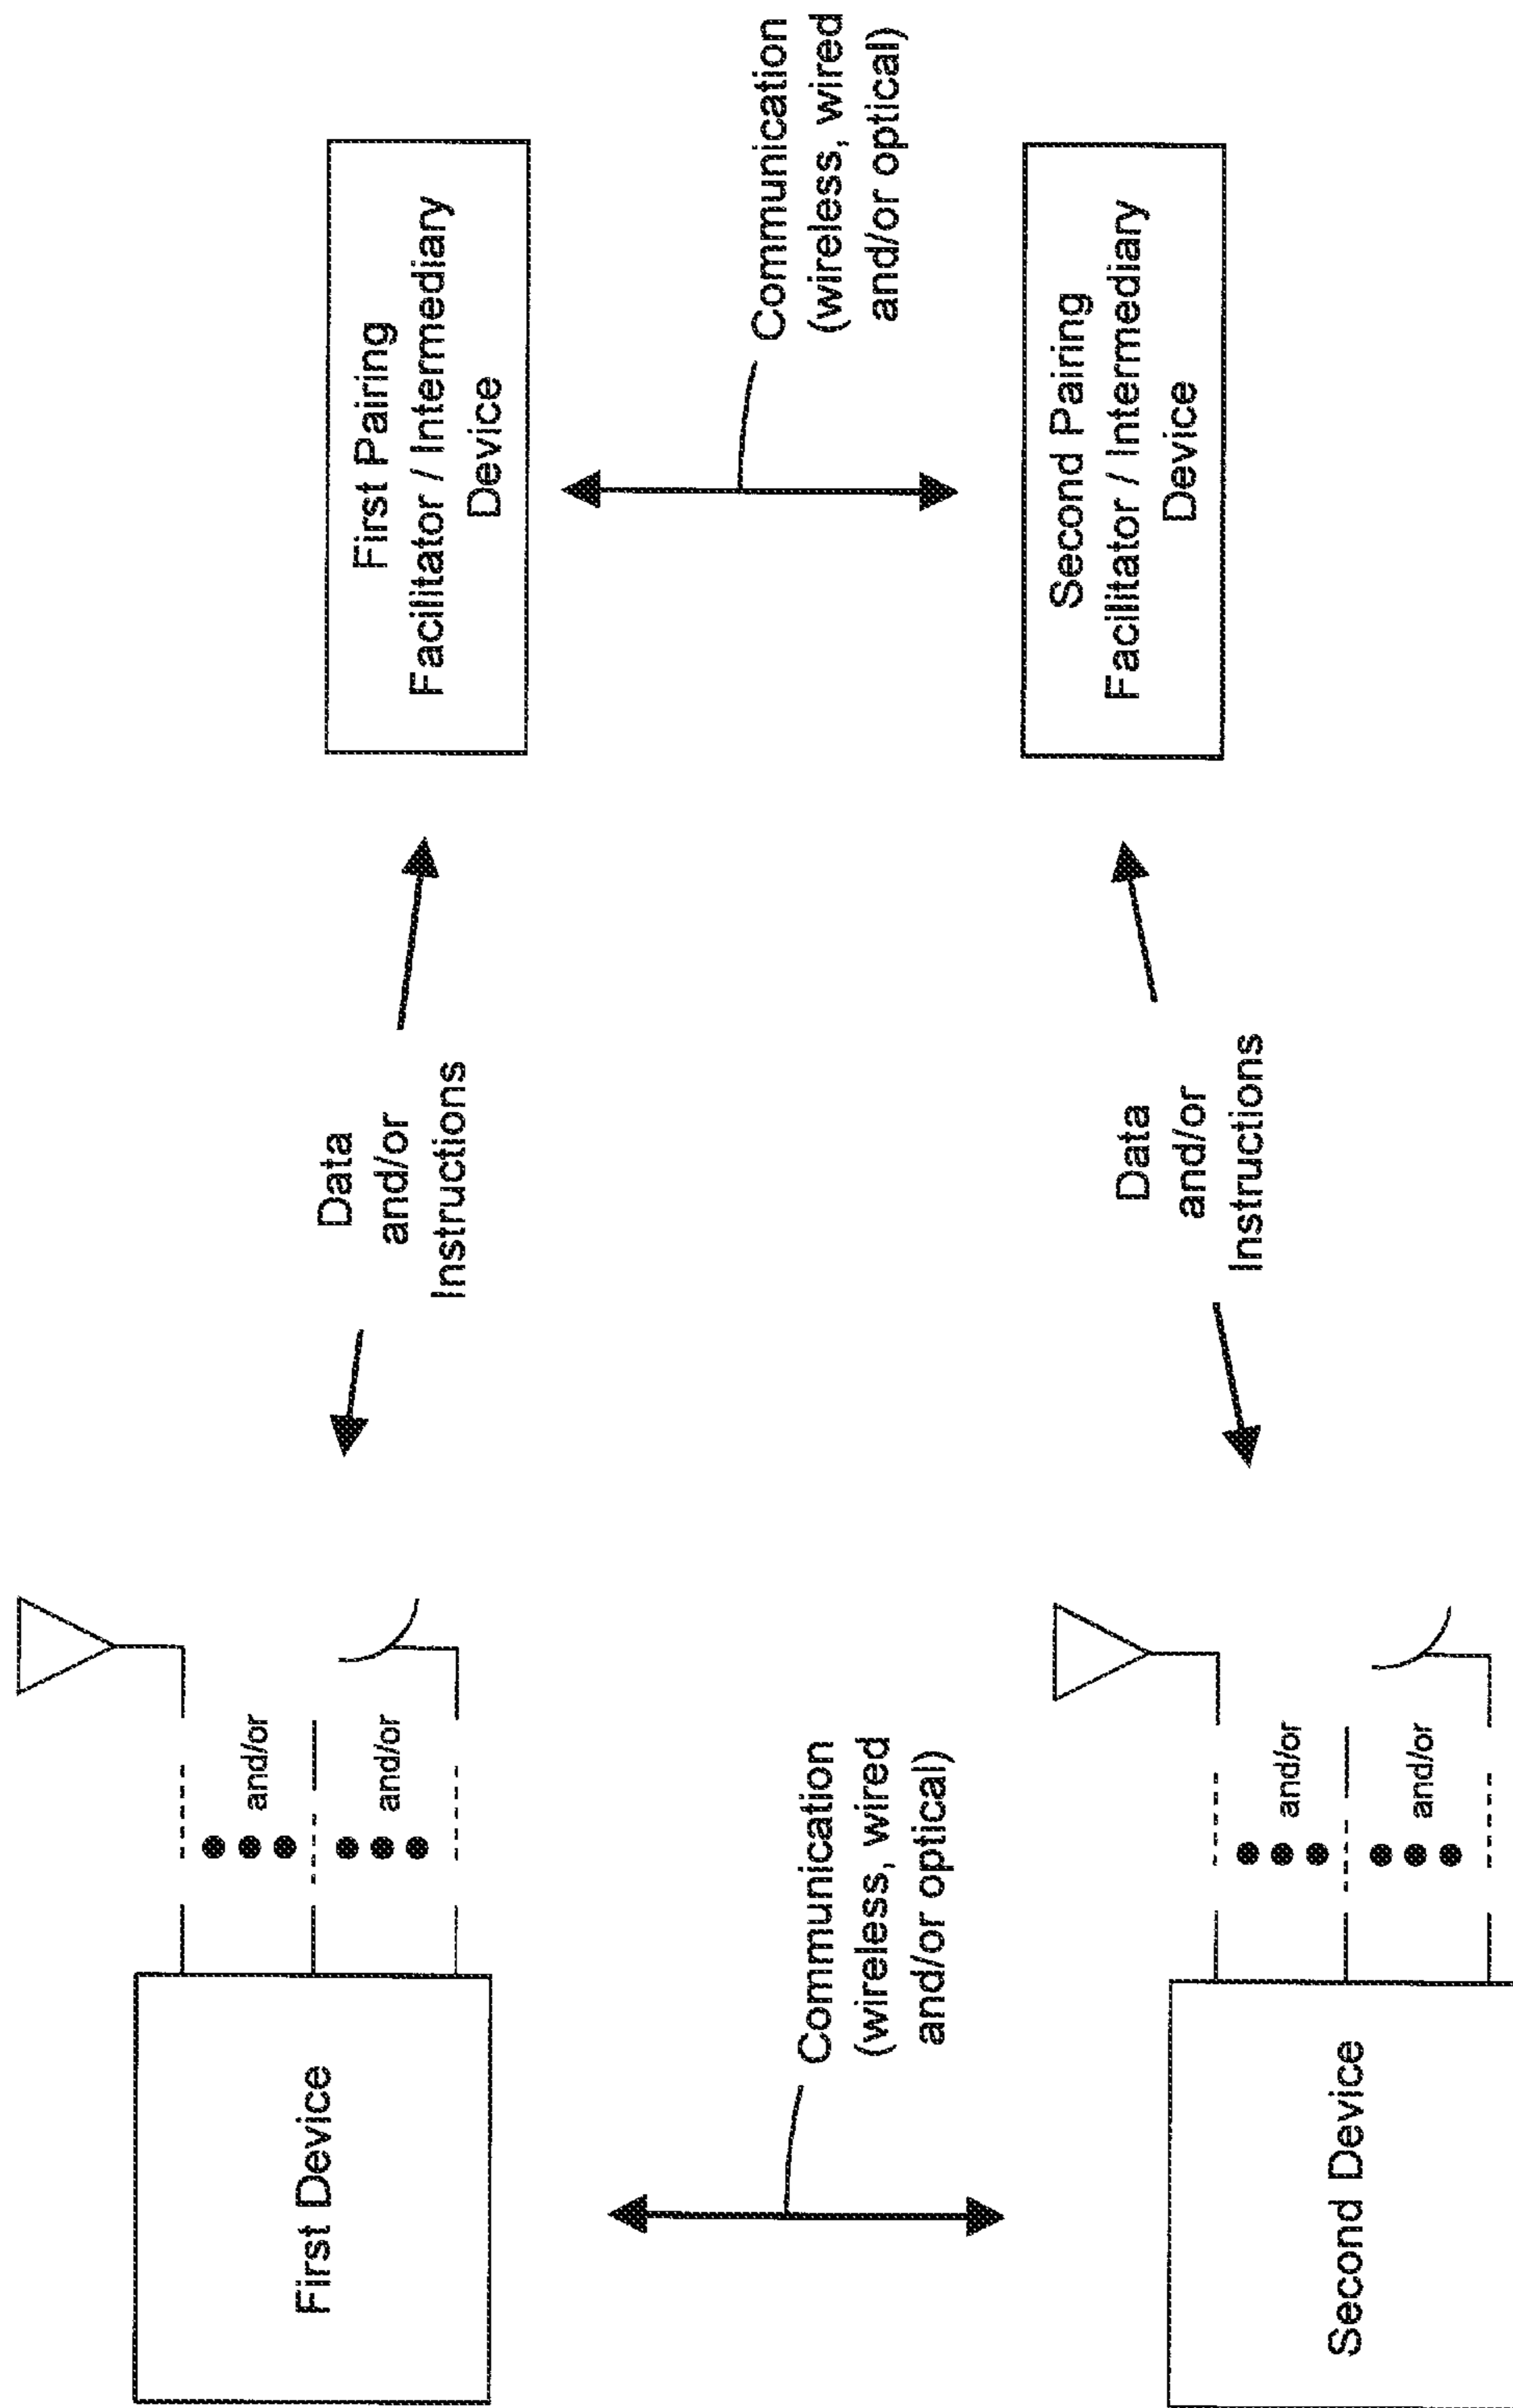 First Device
and/or
and/or
Data
and/or
Instructions
First Pairing
Facilitator / Intermediary
Device
Communication
(wireless, wired
and/or optical)
Communication
(wireless, wired
and/or optical)
Second Device
and/or
and/or
Data
and/or
Instructions
Second Pairing
Facilitator / Intermediary
Device